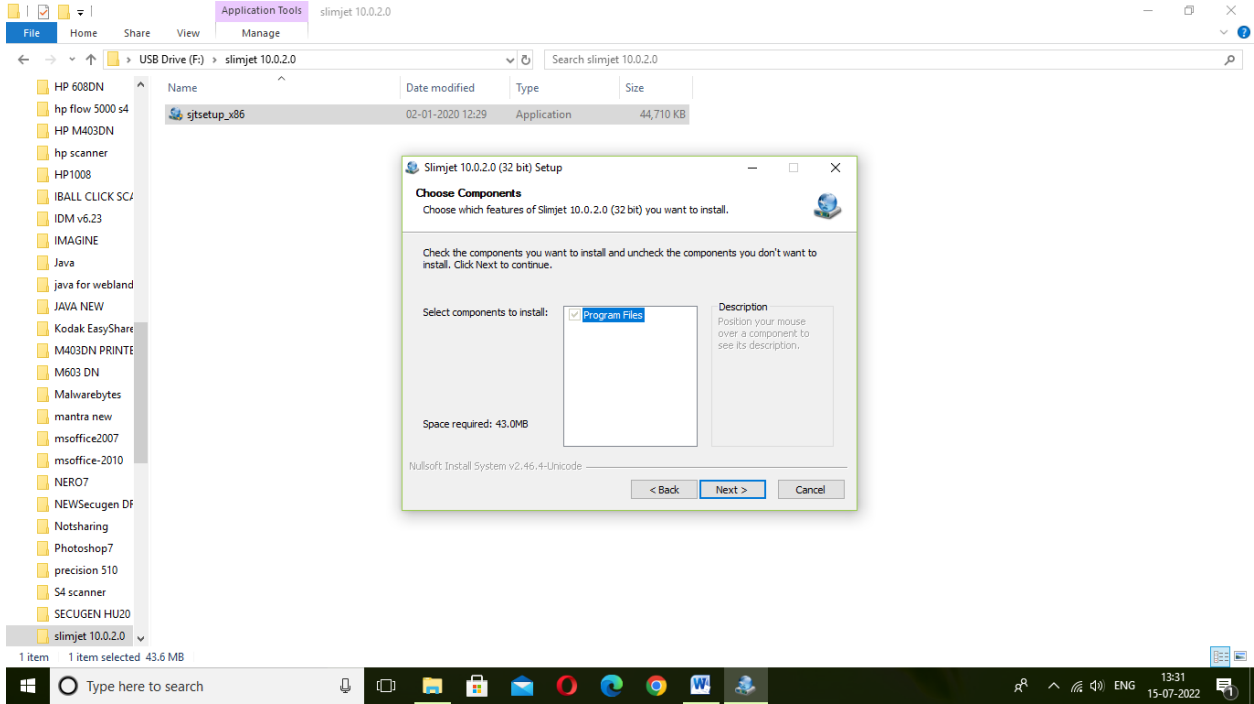 Application Tools
slimjet 10.0.2.0
File
Home
Share
View
Manage
USB Drive (F:) > slimjet 10.0.2.0
Search slimjet 10.0.2.0
HP 608DN
hp flow 5000 s4
HP M403DN
hp scanner
HP1008
IBALL CLICK SCA
IDM v6.23
IMAGINE
Java
java for webland
JAVA NEW
Kodak EasyShare
M403DN PRINTE
M603 DN
Malwarebytes
mantra new
msoffice2007
msoffice-2010
NERO7
NEWSecugen DR
Notsharing
Photoshop7
precision 510
S4 scanner
SECUGEN HU20
slimjet 10.0.2.0
Name
Date modified
Type
Size
sjtsetup_x86
02-01-2020 12:29
Application
44,710 KB
Slimjet 10.0.2.0 (32 bit) Setup
Choose Components
Choose which features of Slimjet 10.0.2.0 (32 bit) you want to install.
Check the components you want to install and uncheck the components you don't want to
install. Click Next to continue.
Select components to install:
Program Files
Description
Position your mouse
over a component to
see its description.
Space required: 43.0MB
Nullsoft Install System v2.46.4-Unicode
< Back
Next >
Cancel
1 item
1 item selected 43.6 MB
Type here to search
ENG
13:31
15-07-2022
1